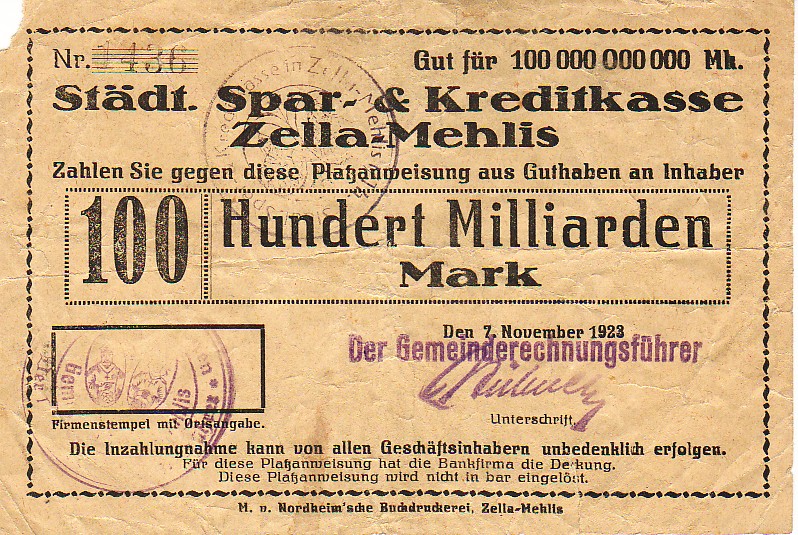 Nr. 1436
Gut für 100 000 000 000 Mk.
Städt. Spar- & Kreditkasse
Zella-Mehlis
Zahlen Sie gegen diese Platzanweisung aus Guthaben an Inhaber
100
Hundert Milliarden
Mark
Den 7. November 1923
Der Gemeinderechnungsführer
Unterschrift
Firmenstempel mit Ortsangabe.
Die Inzahlungnahme kann von allen Geschäftsinhabern unbedenklich erfolgen.
Für diese Platzanweisung hat die Bankfirma die Deckung.
Diese Platzanweisung wird nicht in bar eingelöst.
M. v. Nordheim'sche Buchdruckerei, Zella-Mehlis